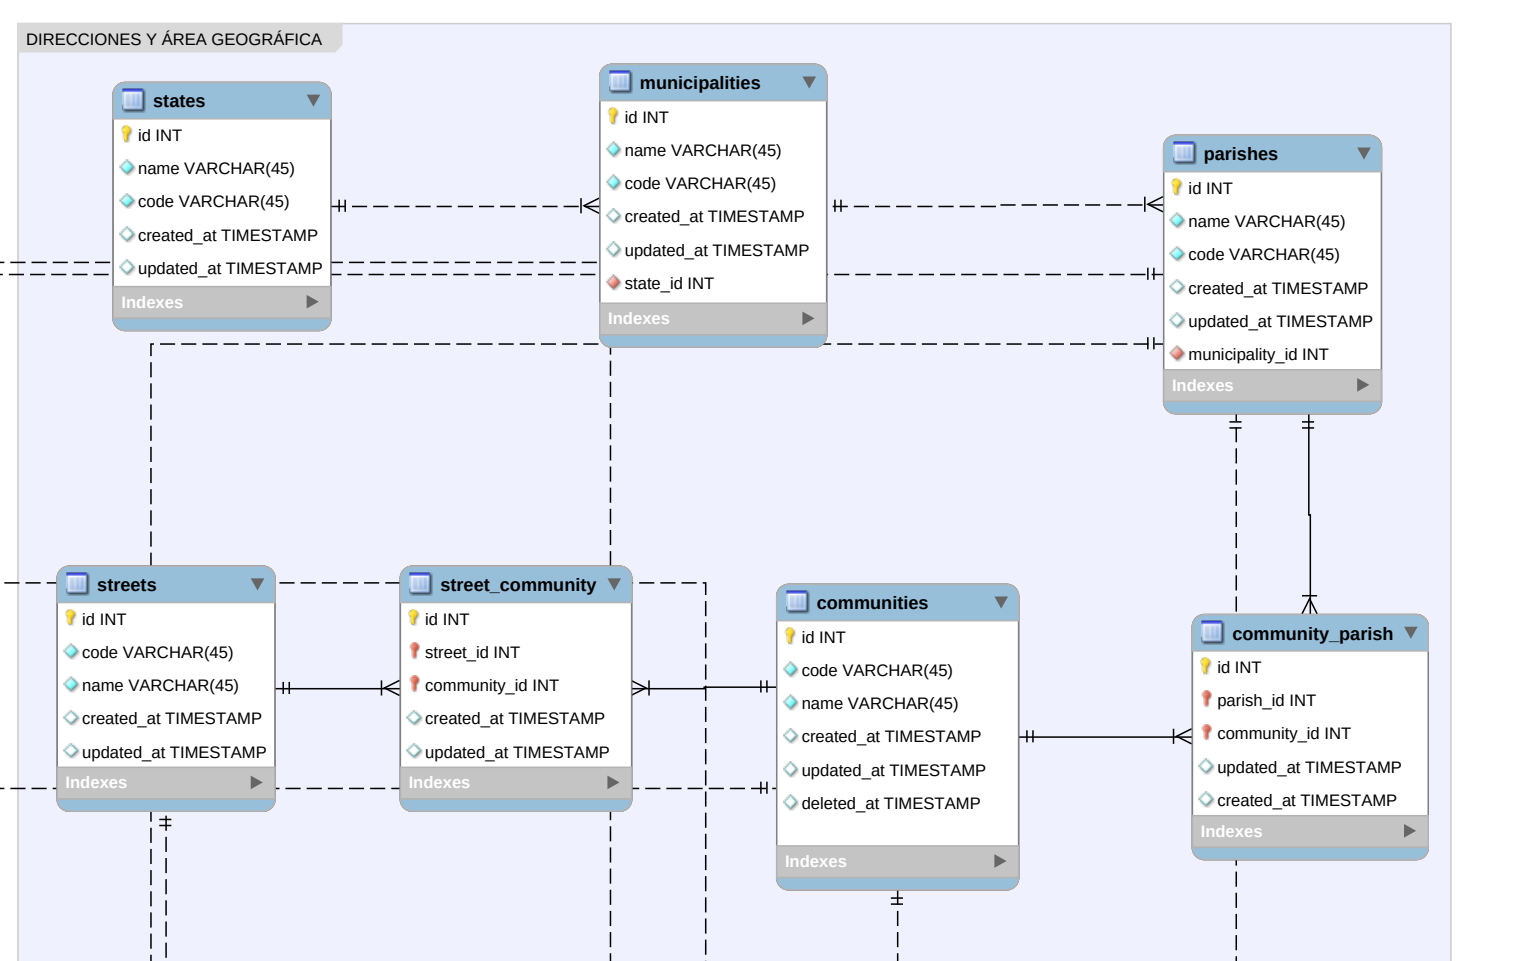 DIRECCIONES Y ÁREA GEOGRÁFICA
states
id INT
name VARCHAR(45)
code VARCHAR(45)
created_at TIMESTAMP
updated_at TIMESTAMP
Indexes
municipalities
id INT
name VARCHAR(45)
code VARCHAR(45)
created_at TIMESTAMP
updated_at TIMESTAMP
state_id INT
Indexes
parishes
id INT
name VARCHAR(45)
code VARCHAR(45)
created_at TIMESTAMP
updated_at TIMESTAMP
municipality_id INT
Indexes
streets
id INT
code VARCHAR(45)
name VARCHAR(45)
created_at TIMESTAMP
updated_at TIMESTAMP
Indexes
street_community
id INT
street_id INT
community_id INT
created_at TIMESTAMP
updated_at TIMESTAMP
Indexes
communities
id INT
code VARCHAR(45)
name VARCHAR(45)
created_at TIMESTAMP
updated_at TIMESTAMP
deleted_at TIMESTAMP
Indexes
community_parish
id INT
parish_id INT
community_id INT
updated_at TIMESTAMP
created_at TIMESTAMP
Indexes